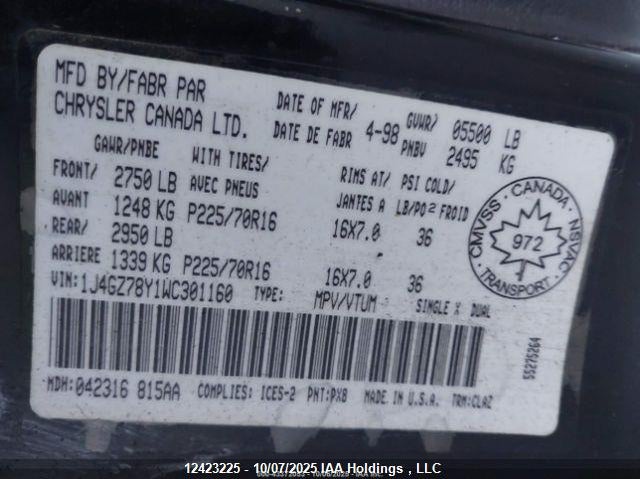 MFD BY/FABR PAR
CHRYSLER CANADA LTD.
DATE OF MFR/
DATE DE FABR
4-98
GVWR/ 05500 LB
PNBV 2495 KG
GAWR/PNBE WITH TIRES/ RIMS AT/ PSI COLD/
FRONT/ 2750 LB AVEC PNEUS JANTES A LB/PO² FROID
AVANT 1248 KG P225/70R16 16X7.0 36
REAR/ 2950 LB
ARRIERE 1339 KG P225/70R16 16X7.0 36
VIN: 1J4GZ78Y1WC301160 TYPE: MPV/VTUM SINGLE X DUAL
CMVSS · CANADA · NSVAC
972
TRANSPORT
55275264
MDH: 042316 815AA COMPLIES: ICES-2 PNT: PX8 MADE IN U.S.A. TRM: CLAZ
12423225 - 10/07/2025 IAA Holdings , LLC